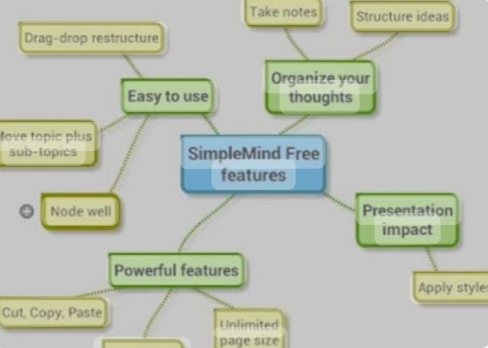 Take notes
Structure ideas
Drag-drop restructure
Organize your
thoughts
Easy to use
Move topic plus
sub-topics
SimpleMind Free
features
Node well
Presentation
impact
Powerful features
Apply styles
Cut, Copy, Paste
Unlimited
page size